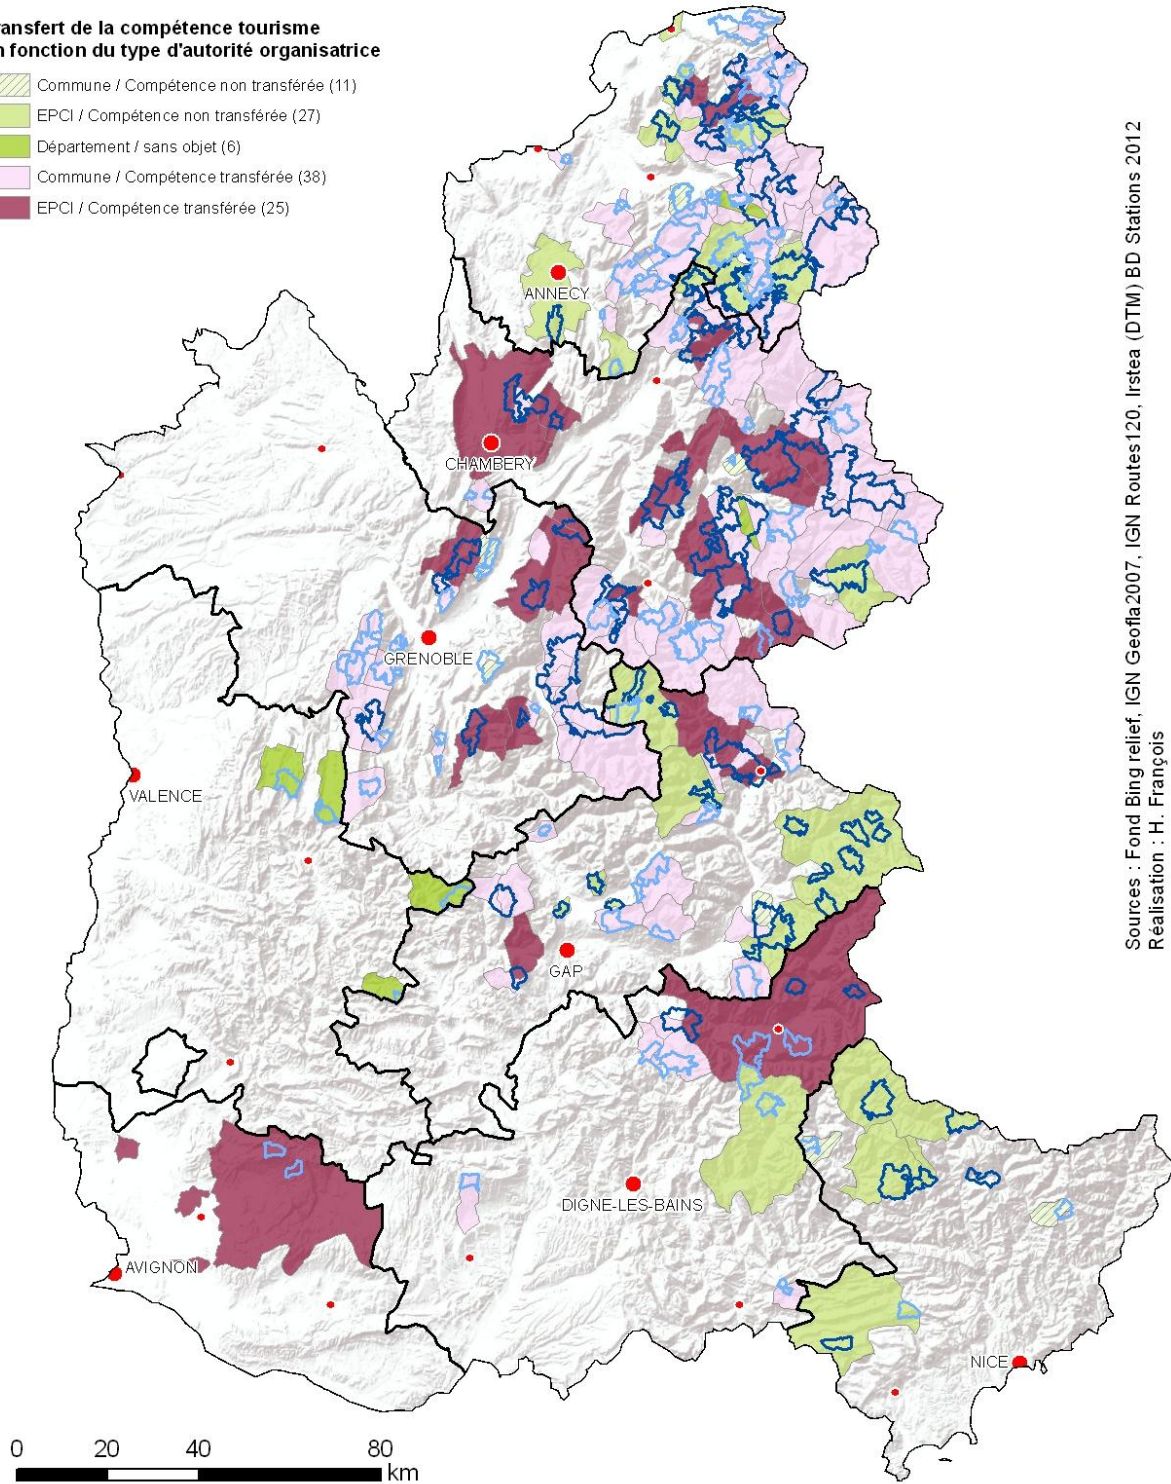 ransfert de la compétence tourisme
n fonction du type d'autorité organisatrice
Commune / Compétence non transférée (11)
EPCI / Compétence non transférée (27)
Département / sans objet (6)
Commune / Compétence transférée (38)
EPCI / Compétence transférée (25)
ANNECY
CHAMBERY
GRENOBLE
VALENCE
GAP
DIGNE-LES-BAINS
AVIGNON
NICE
0 20 40 80
km
Sources : Fond Bing relief, IGN Geofla2007, IGN Routes120, Irstea (DTM) BD Stations 2012
Réalisation : H. François